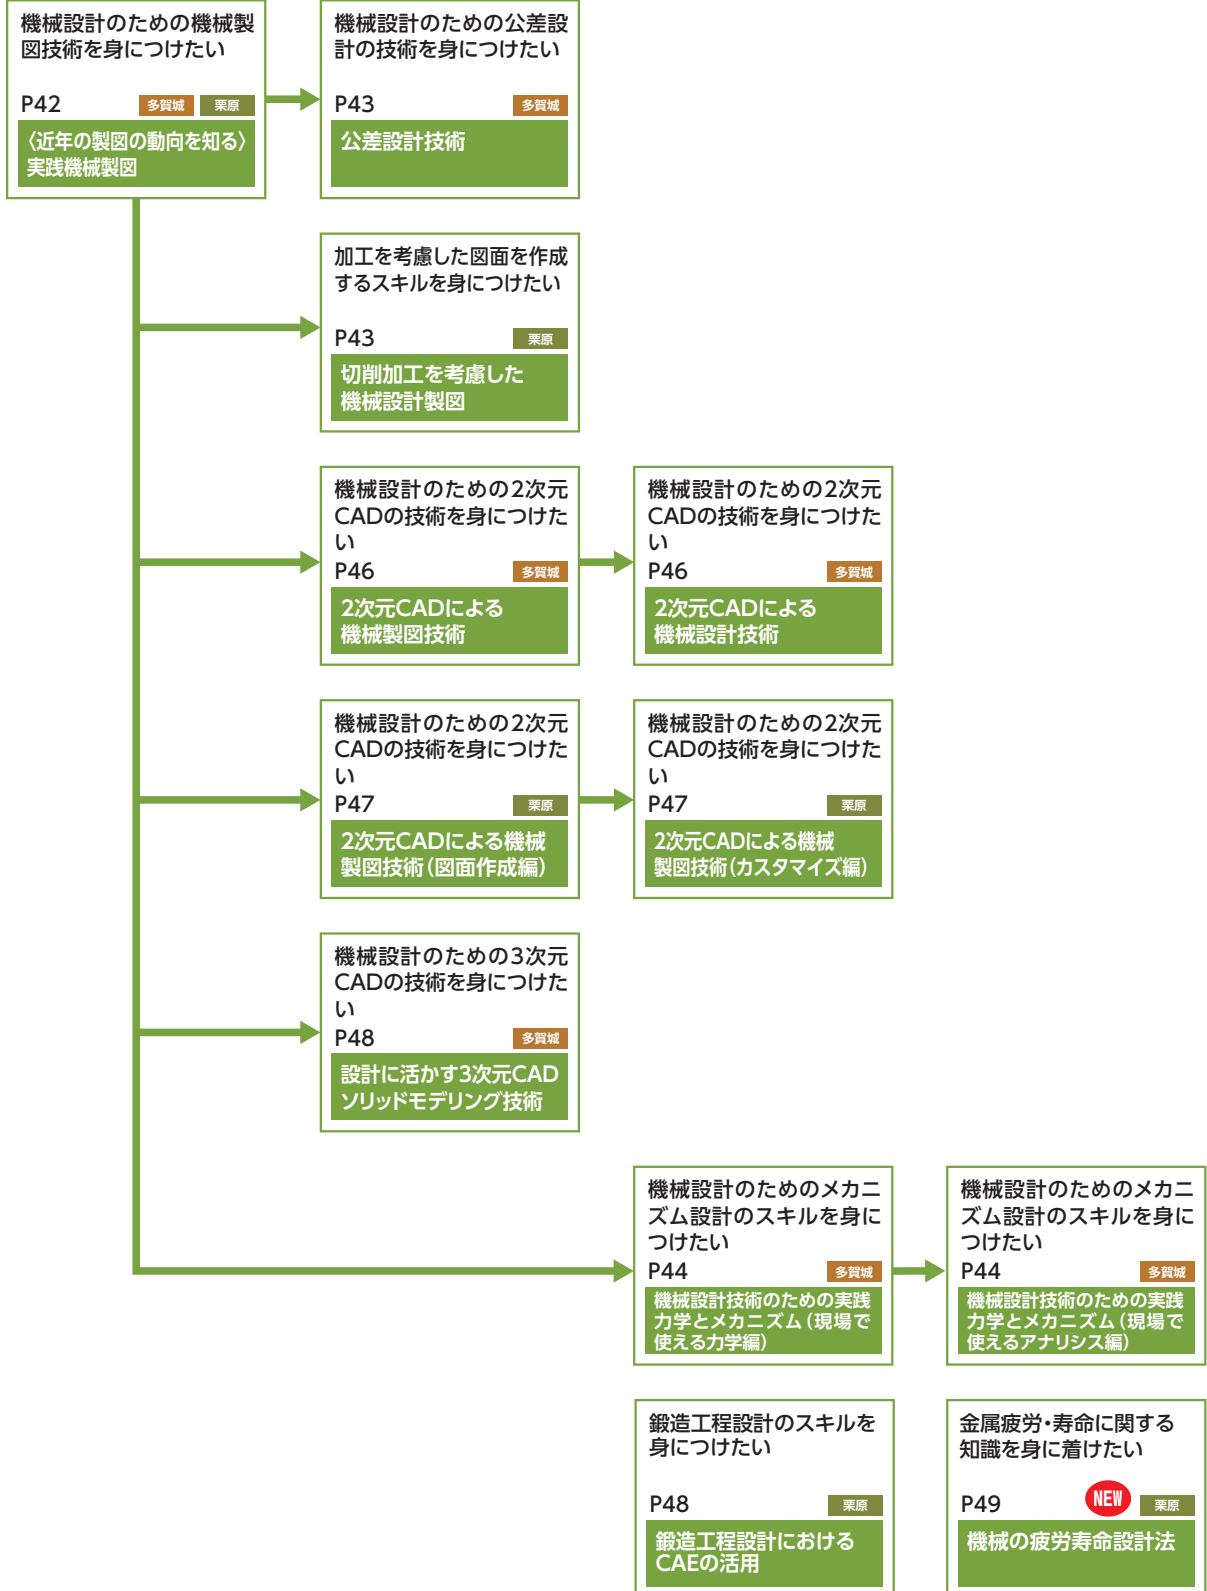 機械設計のための機械製
図技術を身につけたい
P42 多賀城 栗原
〈近年の製図の動向を知る〉
実践機械製図
機械設計のための公差設
計の技術を身につけたい
P43 多賀城
公差設計技術
加工を考慮した図面を作成
するスキルを身につけたい
P43 栗原
切削加工を考慮した
機械設計製図
機械設計のための2次元
CADの技術を身につけた
い
P46 多賀城
2次元CADによる
機械製図技術
機械設計のための2次元
CADの技術を身につけた
い
P46 多賀城
2次元CADによる
機械設計技術
機械設計のための2次元
CADの技術を身につけた
い
P47 栗原
2次元CADによる機械
製図技術(図面作成編)
機械設計のための2次元
CADの技術を身につけた
い
P47 栗原
2次元CADによる機械
製図技術(カスタマイズ編)
機械設計のための3次元
CADの技術を身につけた
い
P48 多賀城
設計に活かす3次元CAD
ソリッドモデリング技術
機械設計のためのメカニ
ズム設計のスキルを身に
つけたい
P44 多賀城
機械設計技術のための実践
力学とメカニズム(現場で
使える力学編)
機械設計のためのメカニ
ズム設計のスキルを身に
つけたい
P44 多賀城
機械設計技術のための実践
力学とメカニズム(現場で
使えるアナリシス編)
鍛造工程設計のスキルを
身につけたい
P48 栗原
鍛造工程設計における
CAEの活用
金属疲労・寿命に関する
知識を身に着けたい
P49 NEW 栗原
機械の疲労寿命設計法